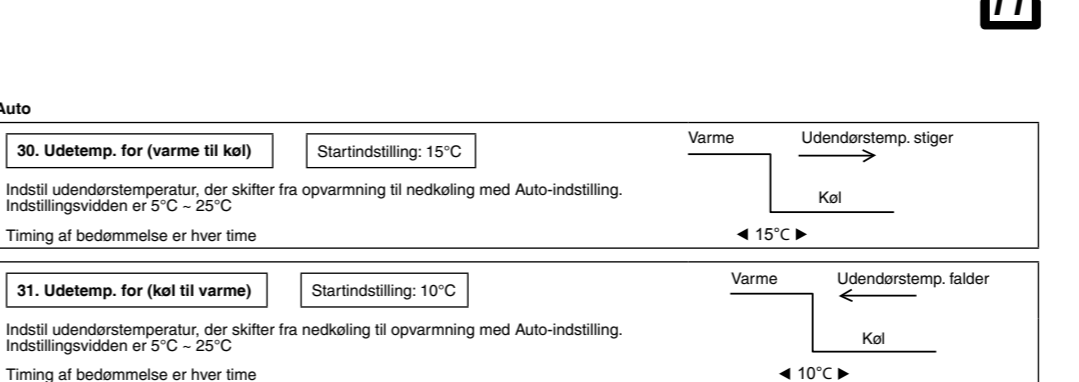 Auto
30. Udetemp. for (varme til køl)
Startindstilling: 15°C
Indstil udendørstemperatur, der skifter fra opvarmning til nedkøling med Auto-indstilling.
Indstillingsvidden er 5°C ~ 25°C
Timing af bedømmelse er hver time
Varme
Udendørstemp. stiger
Køl
◀ 15°C ▶
31. Udetemp. for (køl til varme)
Startindstilling: 10°C
Indstil udendørstemperatur, der skifter fra nedkøling til opvarmning med Auto-indstilling.
Indstillingsvidden er 5°C ~ 25°C
Timing af bedømmelse er hver time
Varme
Udendørstemp. falder
Køl
◀ 10°C ▶